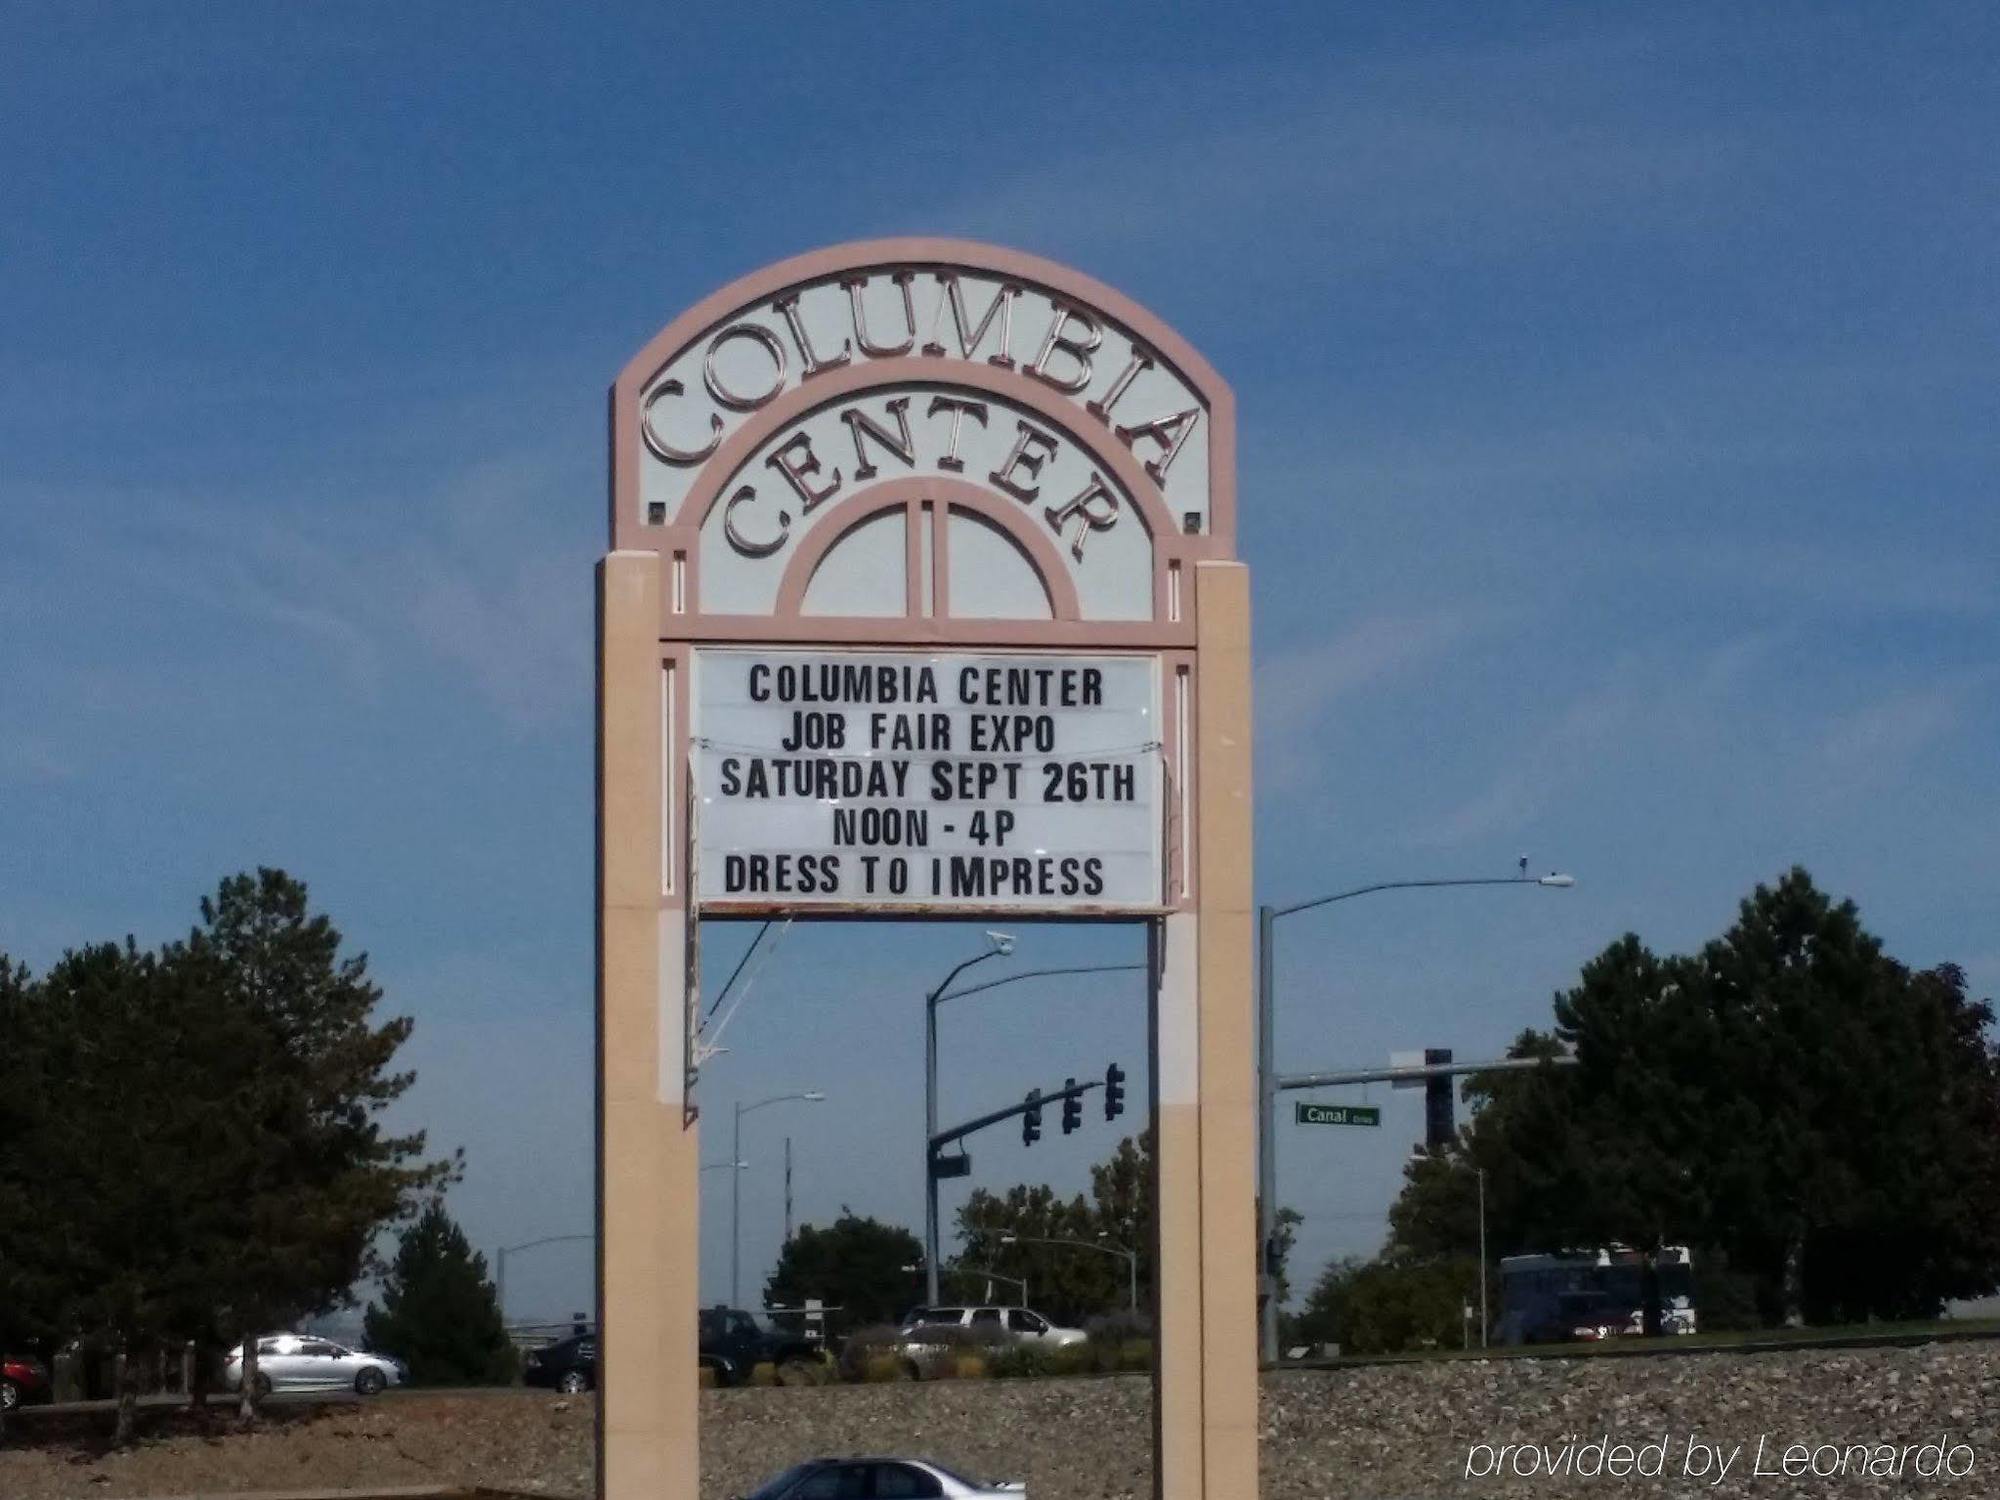 COLUMBIA
CENTER
COLUMBIA CENTER
JOB FAIR EXPO
SATURDAY SEPT 26TH
NOON - 4P
DRESS TO IMPRESS
Canal Drive
provided by Leonardo